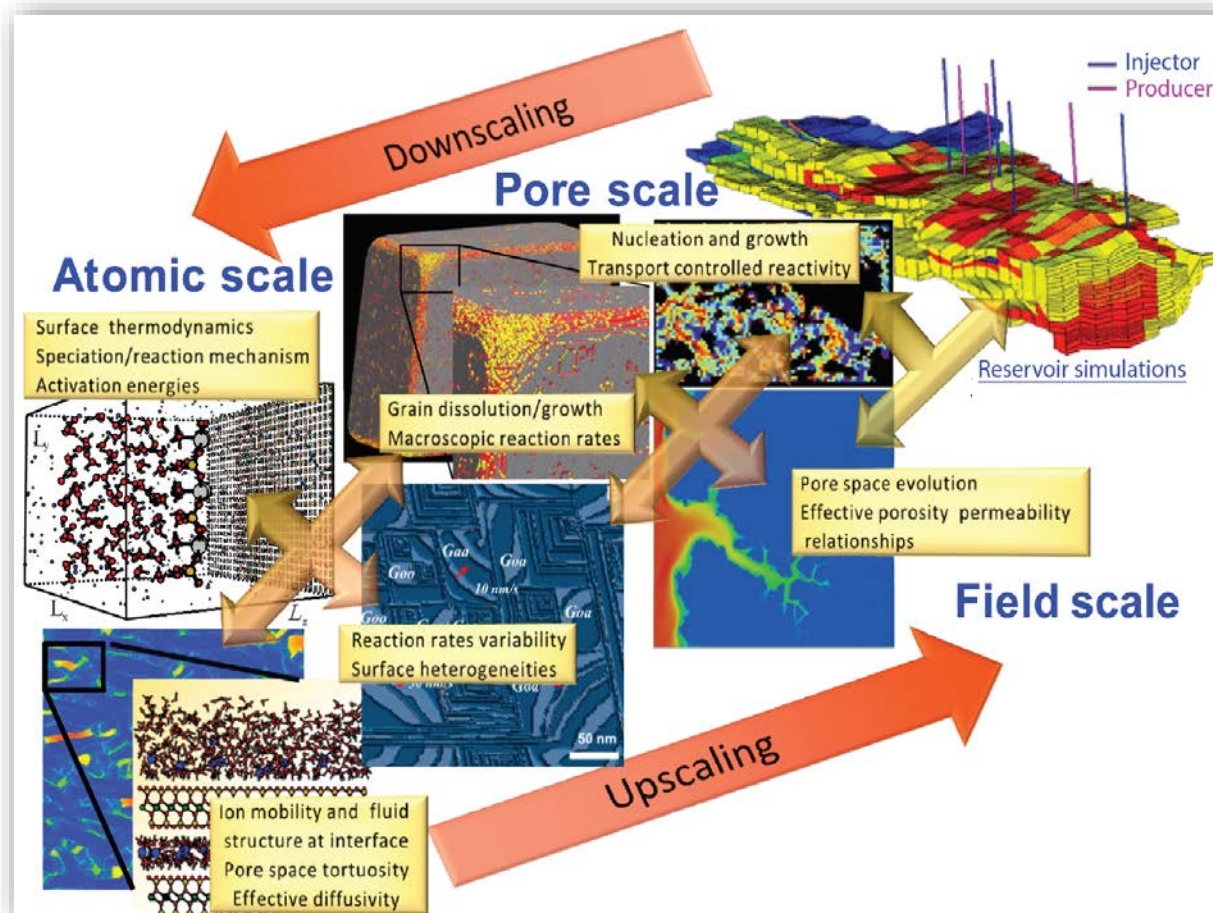 Downscaling
Injector
Producer
Pore scale
Nucleation and growth
Transport controlled reactivity
Atomic scale
Surface thermodynamics
Speciation/reaction mechanism
Activation energies
Reservoir simulations
Grain dissolution/growth
Macroscopic reaction rates
Pore space evolution
Effective porosity permeability
relationships
Lx
Lz
Goo
Gaa
Goa
10 nm/s
Goo
Goa
Field scale
Reaction rates variability
Surface heterogeneities
Goa
50 nm
Upscaling
Ion mobility and fluid
structure at interface
Pore space tortuosity
Effective diffusivity